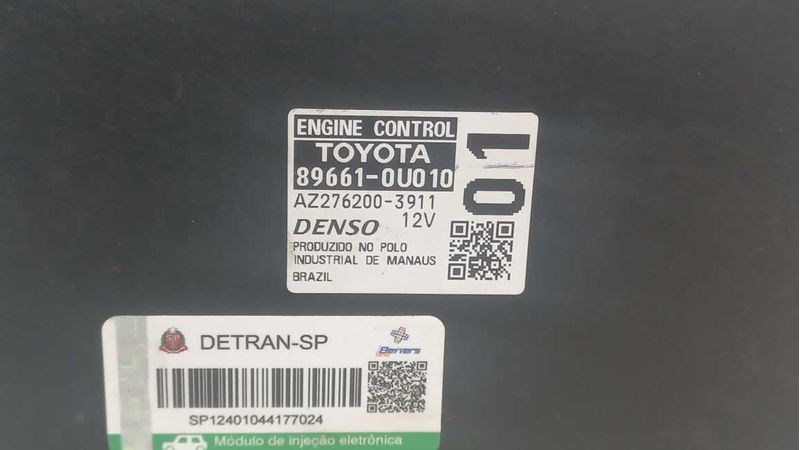 ENGINE CONTROL
TOYOTA
89661-0U010
01
AZ276200-3911
DENSO 12V
PRODUZIDO NO POLO
INDUSTRIAL DE MANAUS
BRAZIL
SP
DETRAN-SP
SP12401044177024
Módulo de injeção eletrônica